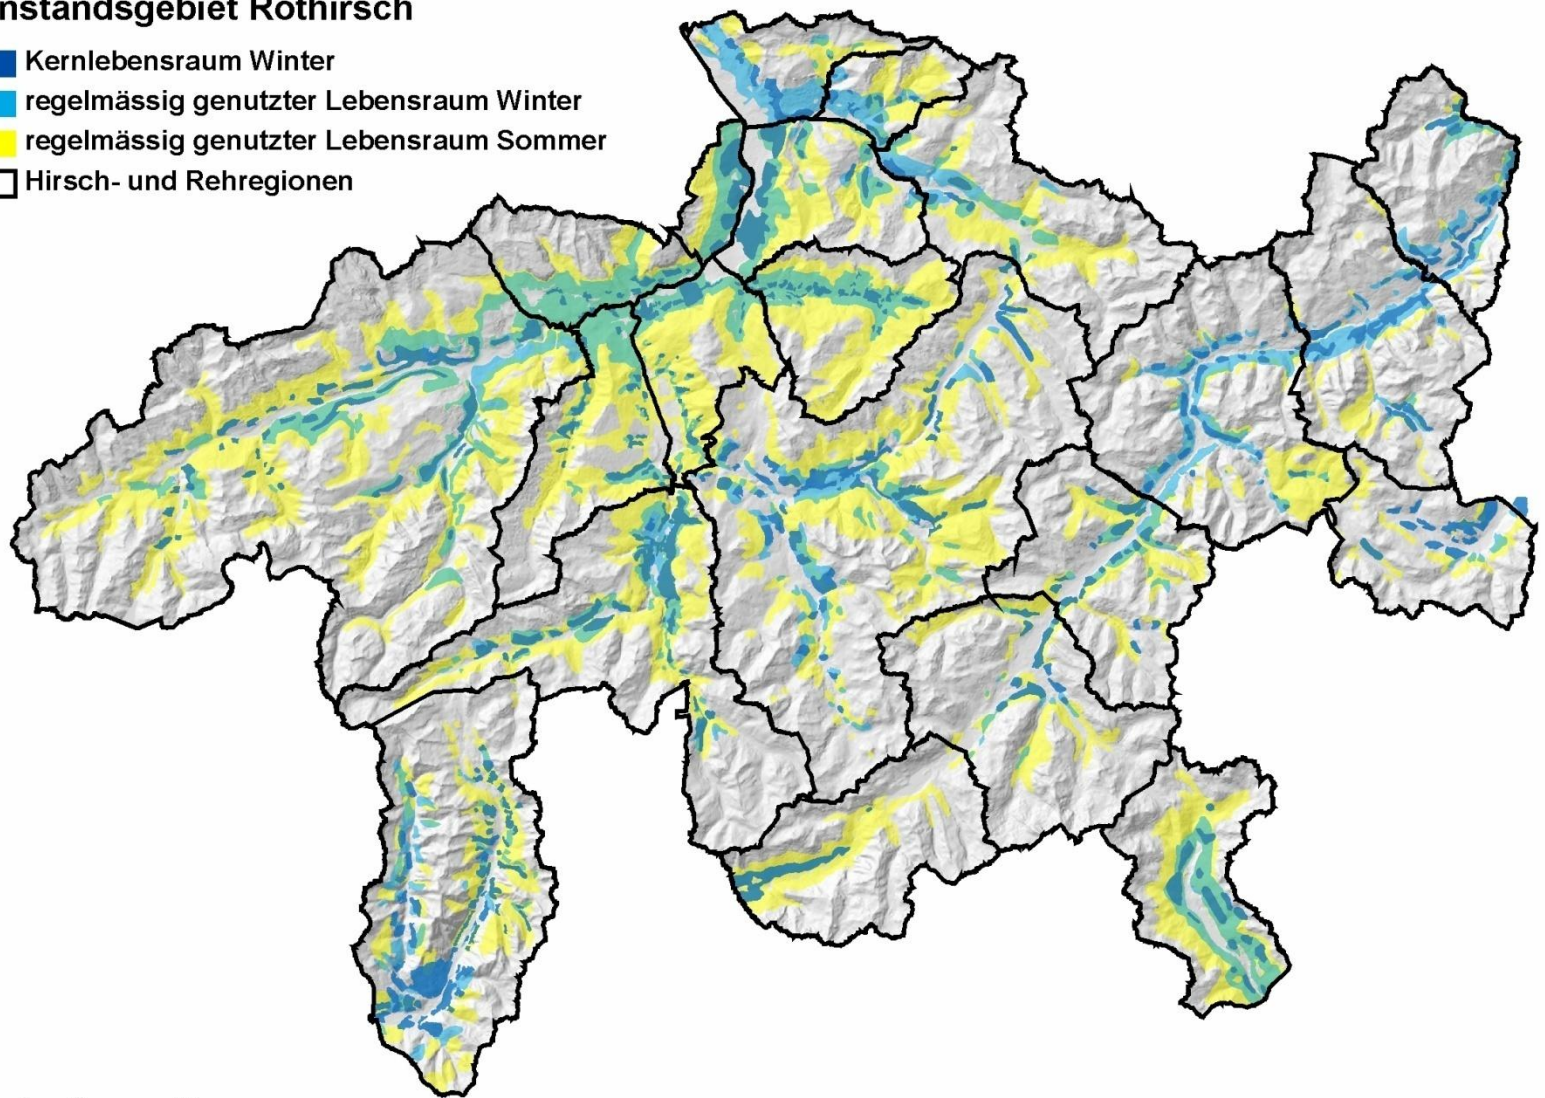 nstandsgebiet Rothirsch
Kernlebensraum Winter
regelmässig genutzter Lebensraum Winter
regelmässig genutzter Lebensraum Sommer
Hirsch- und Rehregionen